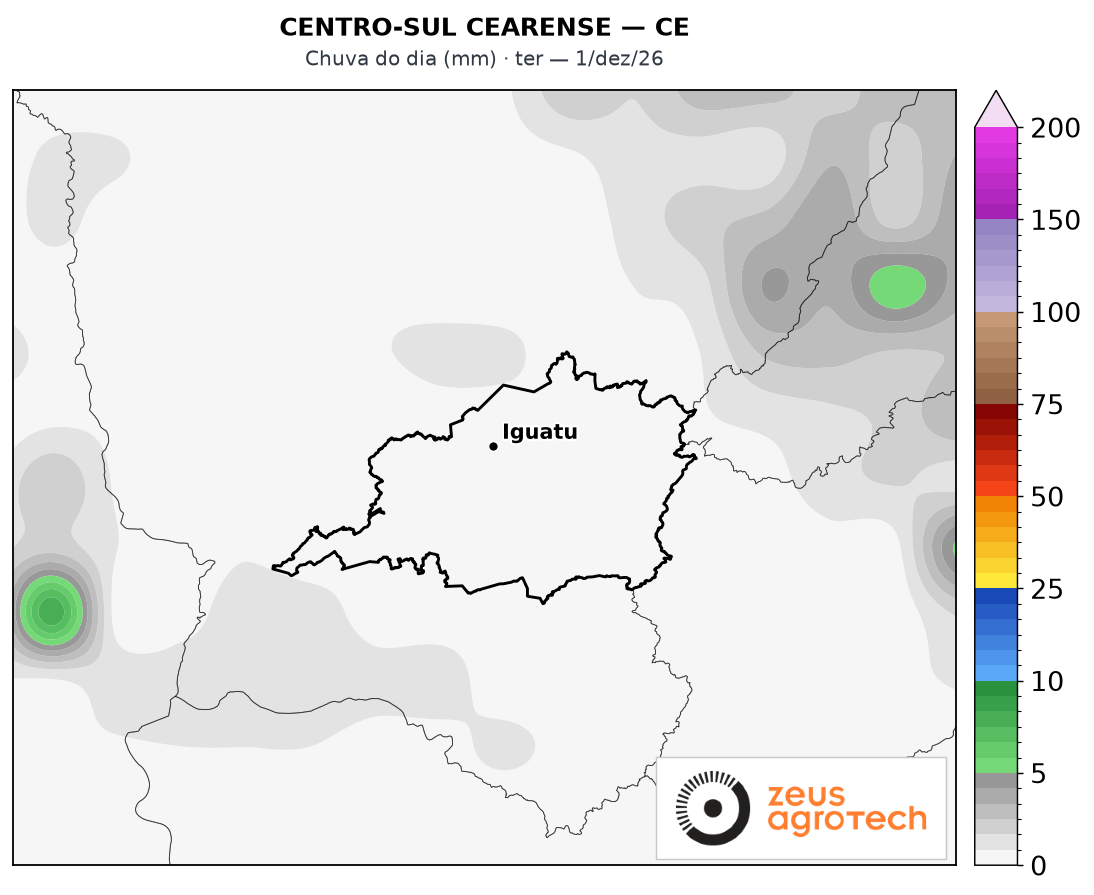 CENTRO-SUL CEARENSE — CE
Chuva do dia (mm) · ter — 1/dez/26
200
150
100
75
50
25
10
5
0
Iguatu
zeus
agrotech